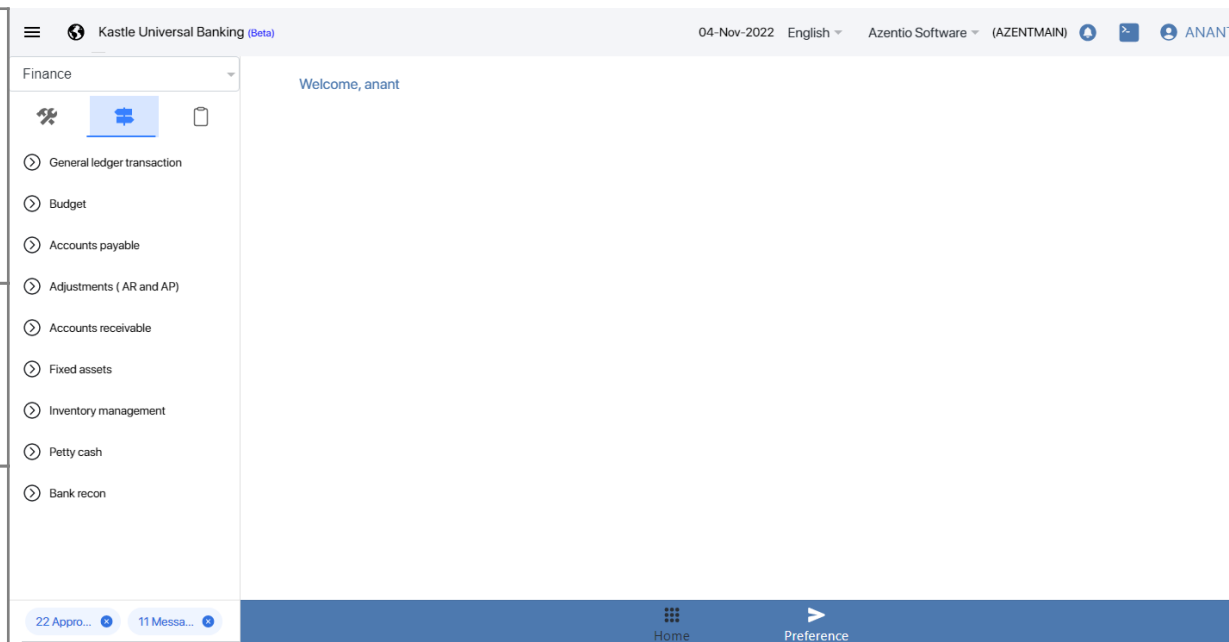 Kastle Universal Banking (Beta) 04-Nov-2022 English Azentio Software (AZENTMAIN) ANANT
Finance
Welcome, anant
General ledger transaction
Budget
Accounts payable
Adjustments ( AR and AP)
Accounts receivable
Fixed assets
Inventory management
Petty cash
Bank recon
22 Appro... 11 Messa...
Home Preference